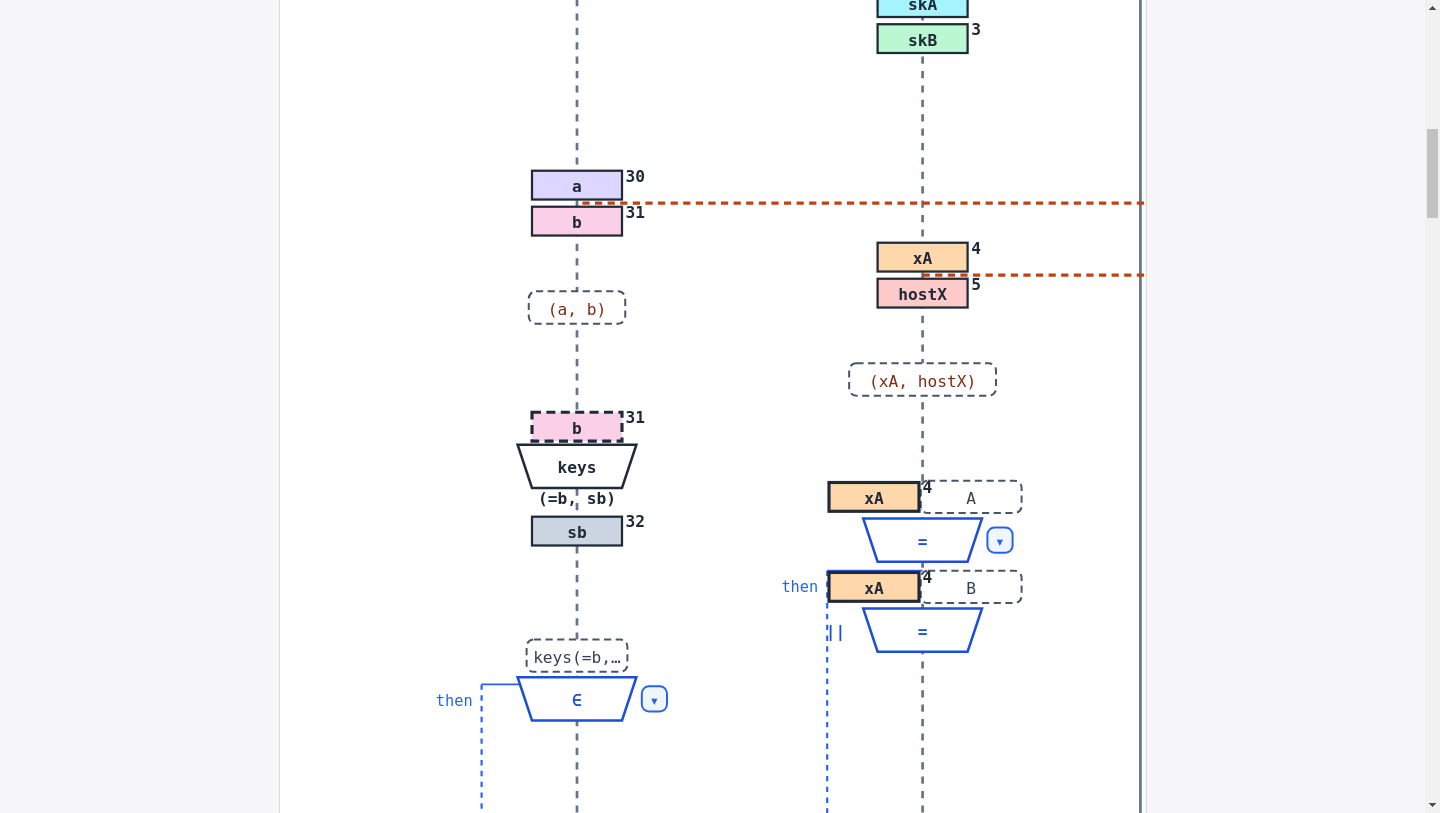 skA
skB 3
a 30
b 31
xA 4
hostX 5
(a, b)
(xA, hostX)
b 31
keys
(=b, sb)
sb 32
xA 4 A
=
▾
then xA 4 B
|| =
keys(=b,…
then ∈
▾